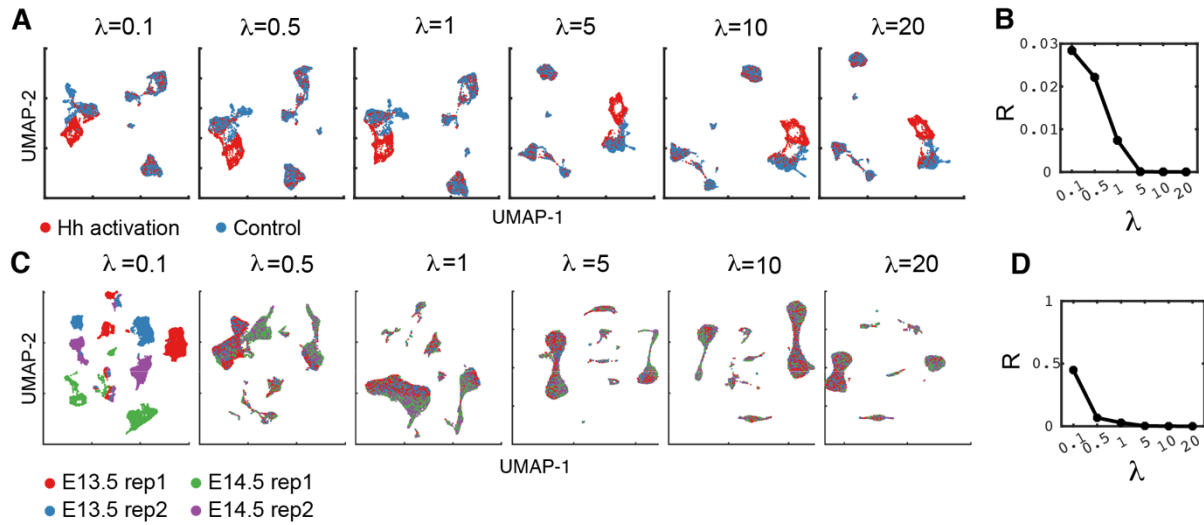 A
λ=0.1
λ=0.5
λ=1
λ=5
λ=10
λ=20
UMAP-2
UMAP-1
Hh activation
Control
B
R
0.03
0.02
0.01
0
0.1
0.5
1
5
10
20
λ
C
λ=0.1
λ=0.5
λ=1
λ=5
λ=10
λ=20
UMAP-2
UMAP-1
E13.5 rep1
E14.5 rep1
E13.5 rep2
E14.5 rep2
D
R
1
0.5
0
0.1
0.5
1
5
10
20
λ